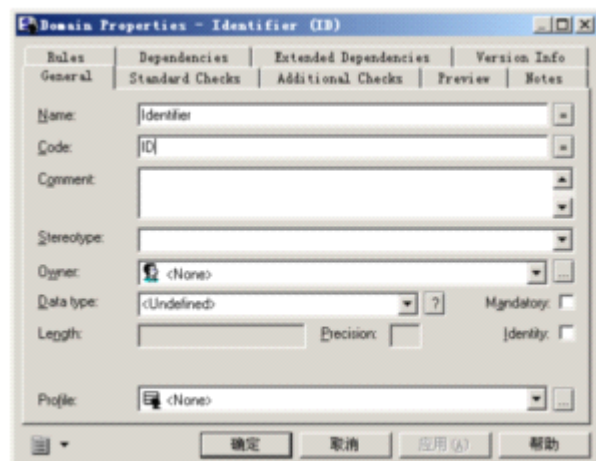 Domain Properties - Identifier (ID)
Rules Dependencies Extended Dependencies Version Info
General Standard Checks Additional Checks Preview Notes
Name: Identifier =
Code: ID =
Comment:
Stereotype:
Owner: <None> ...
Data type: <Undefined> ? Mandatory:
Length: Precision: Identity:
Profile: <None> ...
确定 取消 应用(A) 帮助